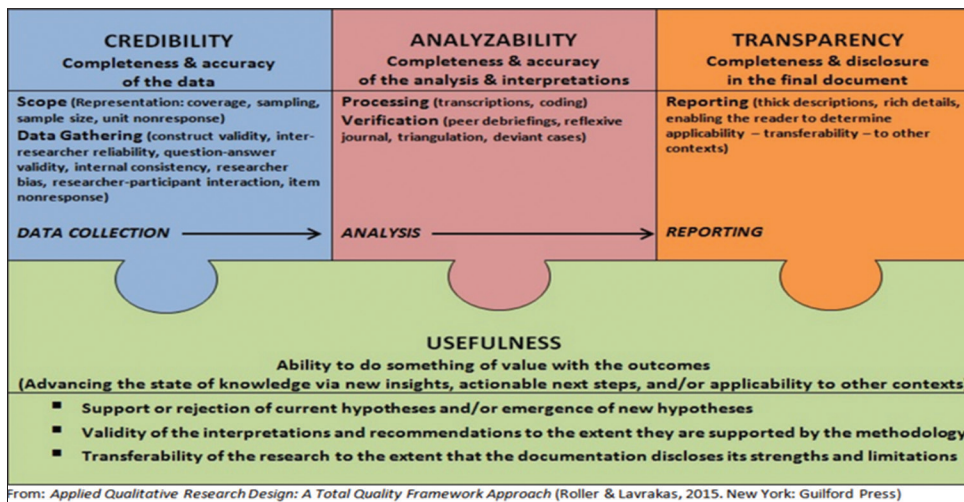 CREDIBILITY
Completeness & accuracy
of the data
Scope (Representation: coverage, sampling,
sample size, unit nonresponse)
Data Gathering (construct validity, inter-
researcher reliability, question-answer
validity, internal consistency, researcher
bias, researcher-participant interaction, item
nonresponse)
DATA COLLECTION
ANALYZABILITY
Completeness & accuracy
of the analysis & interpretations
Processing (transcriptions, coding)
Verification (peer debriefings, reflexive
journal, triangulation, deviant cases)
ANALYSIS
TRANSPARENCY
Completeness & disclosure
in the final document
Reporting (thick descriptions, rich details,
enabling the reader to determine
applicability – transferability – to other
contexts)
REPORTING
USEFULNESS
Ability to do something of value with the outcomes
(Advancing the state of knowledge via new insights, actionable next steps, and/or applicability to other contexts
▪ Support or rejection of current hypotheses and/or emergence of new hypotheses
▪ Validity of the interpretations and recommendations to the extent they are supported by the methodology
▪ Transferability of the research to the extent that the documentation discloses its strengths and limitations
From: Applied Qualitative Research Design: A Total Quality Framework Approach (Roller & Lavrakas, 2015. New York: Guilford Press)